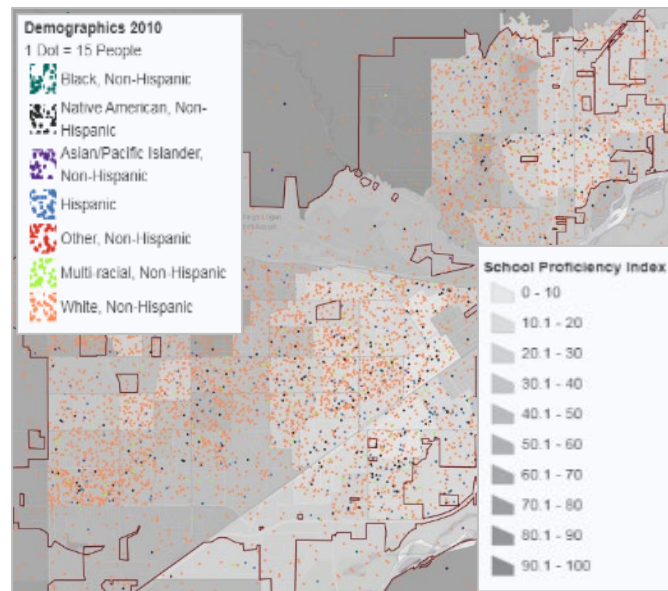 Demographics 2010
1 Dot = 15 People
Black, Non-Hispanic
Native American, Non-
Hispanic
Asian/Pacific Islander,
Non-Hispanic
Hispanic
Other, Non-Hispanic
Multi-racial, Non-Hispanic
White, Non-Hispanic
School Proficiency Index
0 - 10
10.1 - 20
20.1 - 30
30.1 - 40
40.1 - 50
50.1 - 60
60.1 - 70
70.1 - 80
80.1 - 90
90.1 - 100